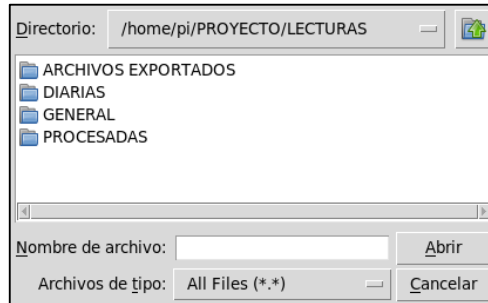 Directorio: /home/pi/PROYECTO/LECTURAS
ARCHIVOS EXPORTADOS
DIARIAS
GENERAL
PROCESADAS
Nombre de archivo: Abrir
Archivos de tipo: All Files (*.*) Cancelar